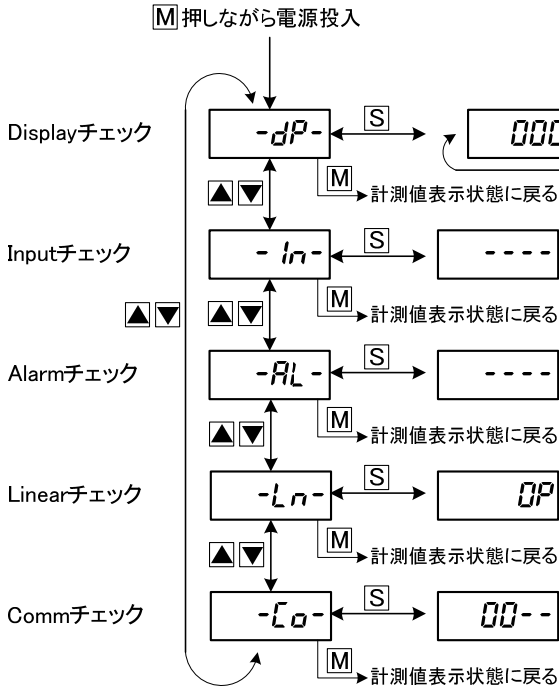 M 押しながら電源投入
Displayチェック
-dP-
S
000
▲ ▼
M
計測値表示状態に戻る
Inputチェック
-In-
S
----
▲ ▼
▲ ▼
M
計測値表示状態に戻る
Alarmチェック
-AL-
S
----
▲ ▼
M
計測値表示状態に戻る
Linearチェック
-Ln-
S
OP
▲ ▼
M
計測値表示状態に戻る
Commチェック
-Co-
S
00--
M
計測値表示状態に戻る